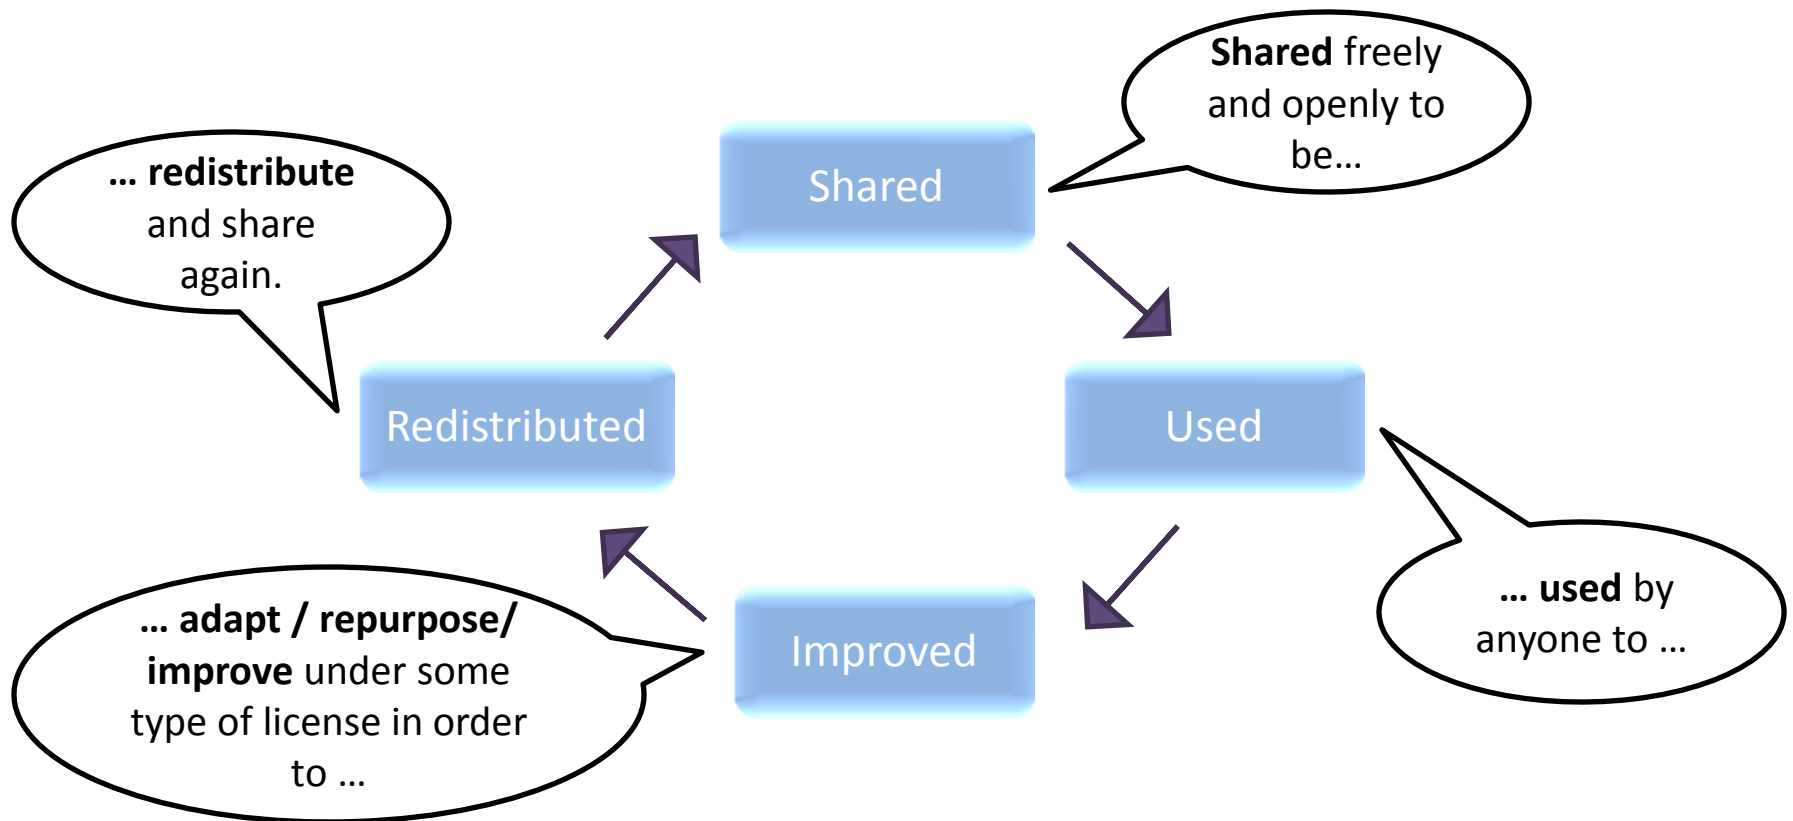 Shared freely
and openly to
be…
Shared
… redistribute
and share
again.
Redistributed
Used
… used by
anyone to …
Improved
… adapt / repurpose/
improve under some
type of license in order
to …